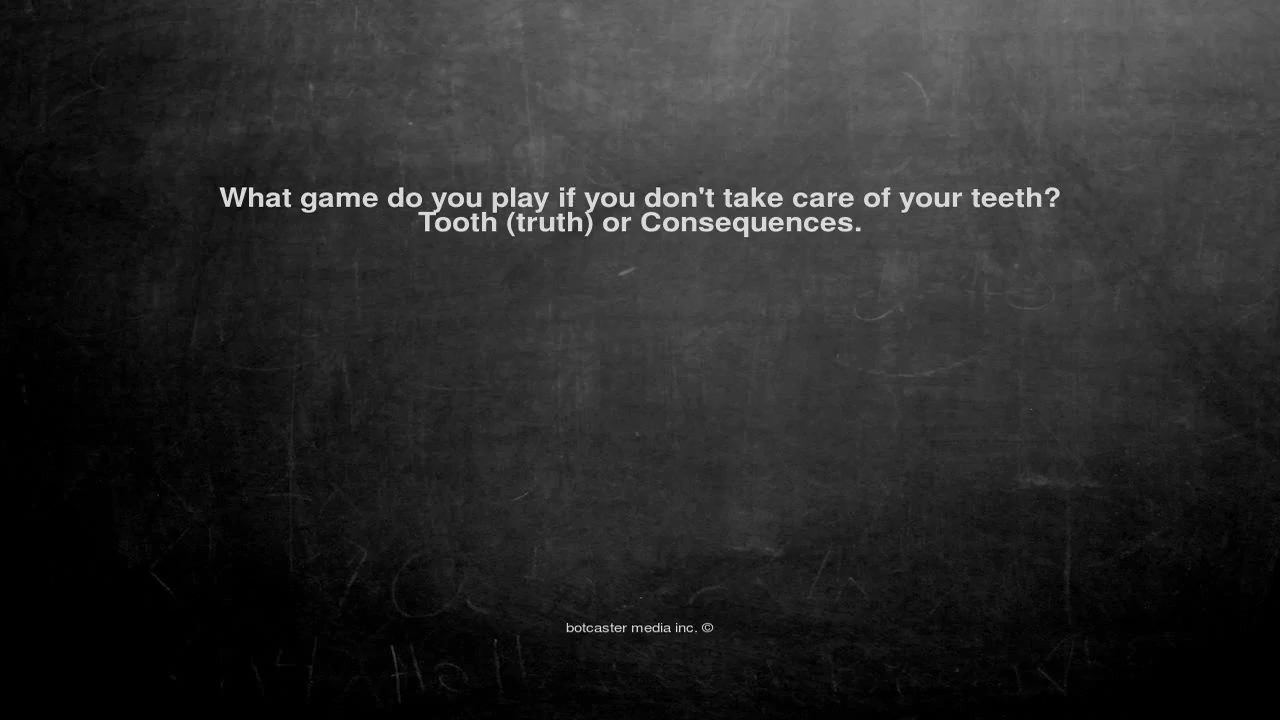 What game do you play if you don't take care of your teeth?
Tooth (truth) or Consequences.
botcaster media inc. ©